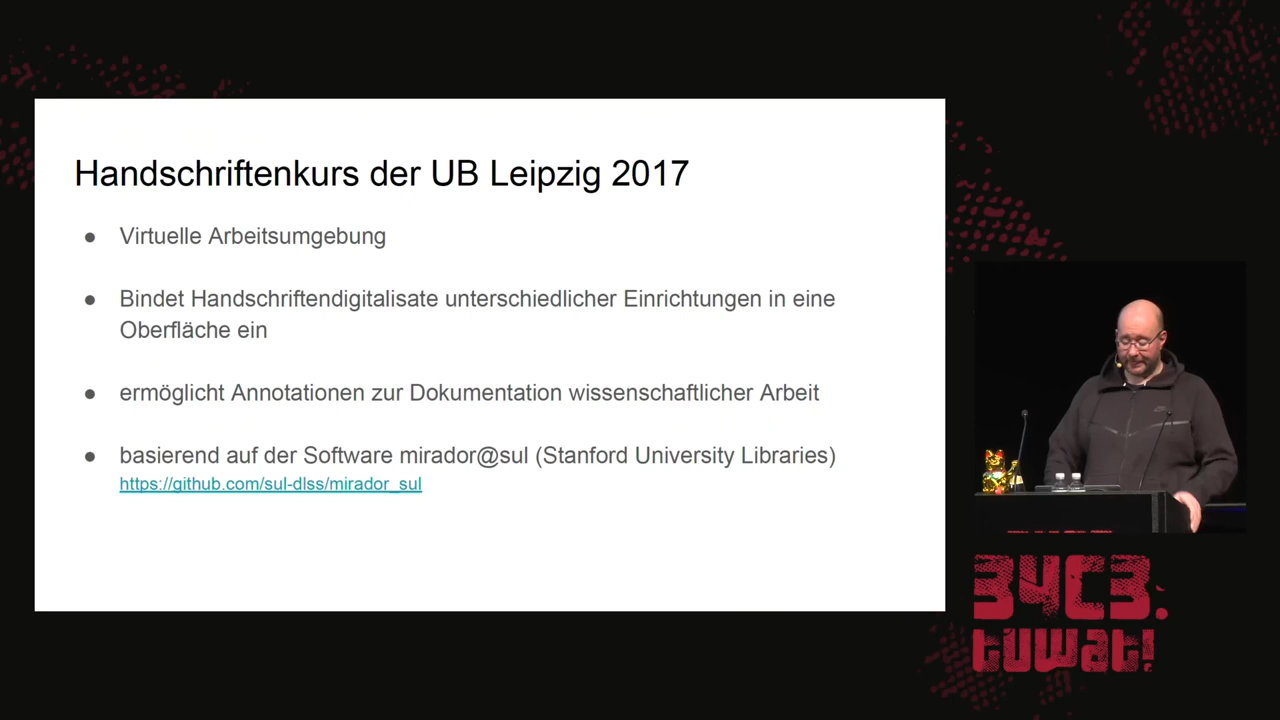 Handschriftenkurs der UB Leipzig 2017
● Virtuelle Arbeitsumgebung
● Bindet Handschriftendigitalisate unterschiedlicher Einrichtungen in eine
Oberfläche ein
● ermöglicht Annotationen zur Dokumentation wissenschaftlicher Arbeit
● basierend auf der Software mirador@sul (Stanford University Libraries)
https://github.com/sul-dlss/mirador_sul
34C3.
tuwat!